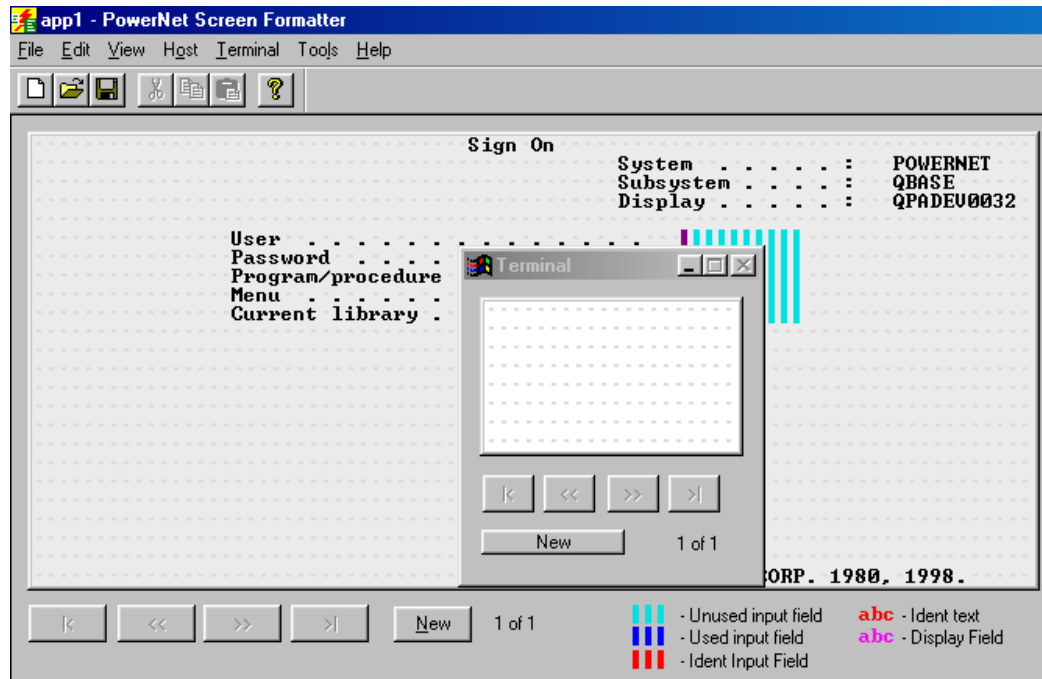 app1 - PowerNet Screen Formatter
File Edit View Host Terminal Tools Help
Sign On
System . . . . . : POWERNET
Subsystem . . . . : QBASE
Display . . . . . : QPADEV0032
User . . . . . . . . . . . . . .
Password . . . .
Program/procedure
Menu . . . . . .
Current library .
Terminal
|< << >> >|
New 1 of 1
CORP. 1980, 1998.
|< << >> >| New 1 of 1
- Unused input field
- Used input field
- Ident Input Field
abc - Ident text
abc - Display Field